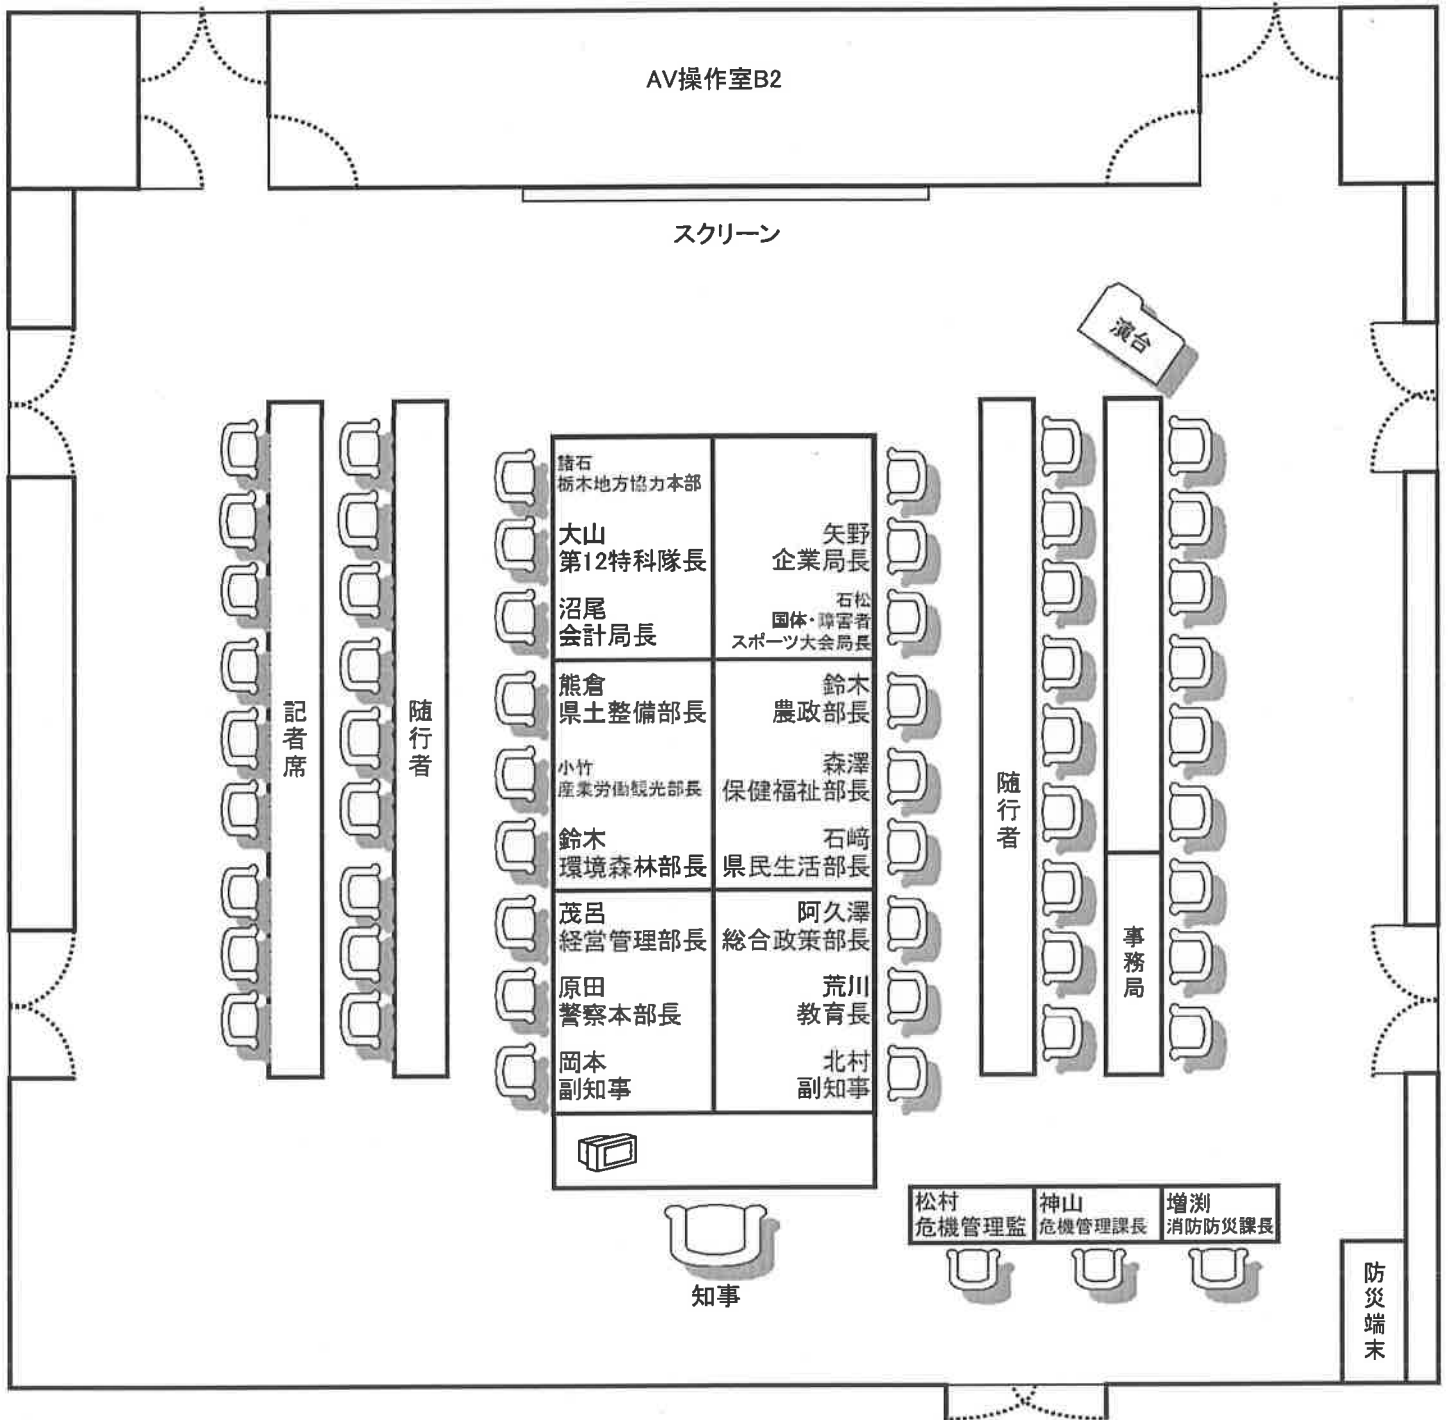 AV操作室B2
スクリーン
演台
記者席
随行者
諸石
栃木地方協力本部
大山
第12特科隊長
沼尾
会計局長
熊倉
県土整備部長
小竹
産業労働観光部長
鈴木
環境森林部長
茂呂
経営管理部長
原田
警察本部長
岡本
副知事
矢野
企業局長
石松
国体・障害者
スポーツ大会局長
鈴木
農政部長
森澤
保健福祉部長
石﨑
県民生活部長
阿久澤
総合政策部長
荒川
教育長
北村
副知事
随行者
事務局
知事
松村
危機管理監
神山
危機管理課長
増渕
消防防災課長
防災端末